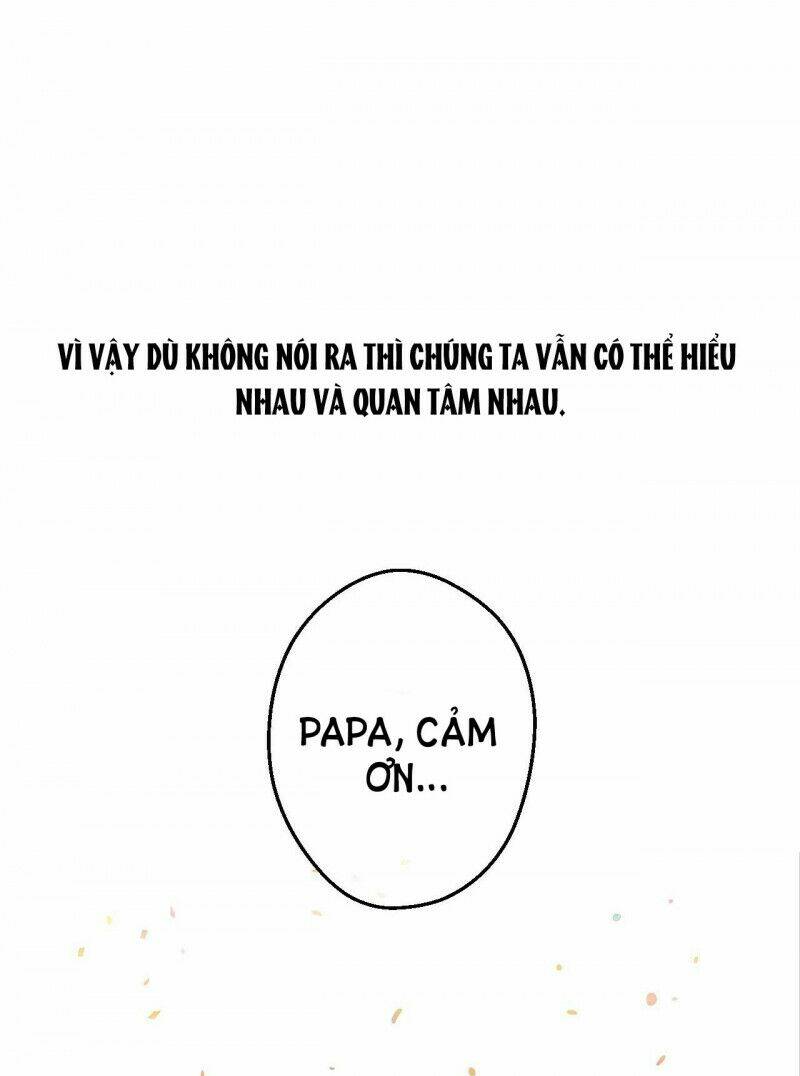 VÌ VẬY DÙ KHÔNG NÓI RA THÌ CHÚNG TA VẪN CÓ THỂ HIỂU
NHAU VÀ QUAN TÂM NHAU.
PAPA, CẢM
ƠN...